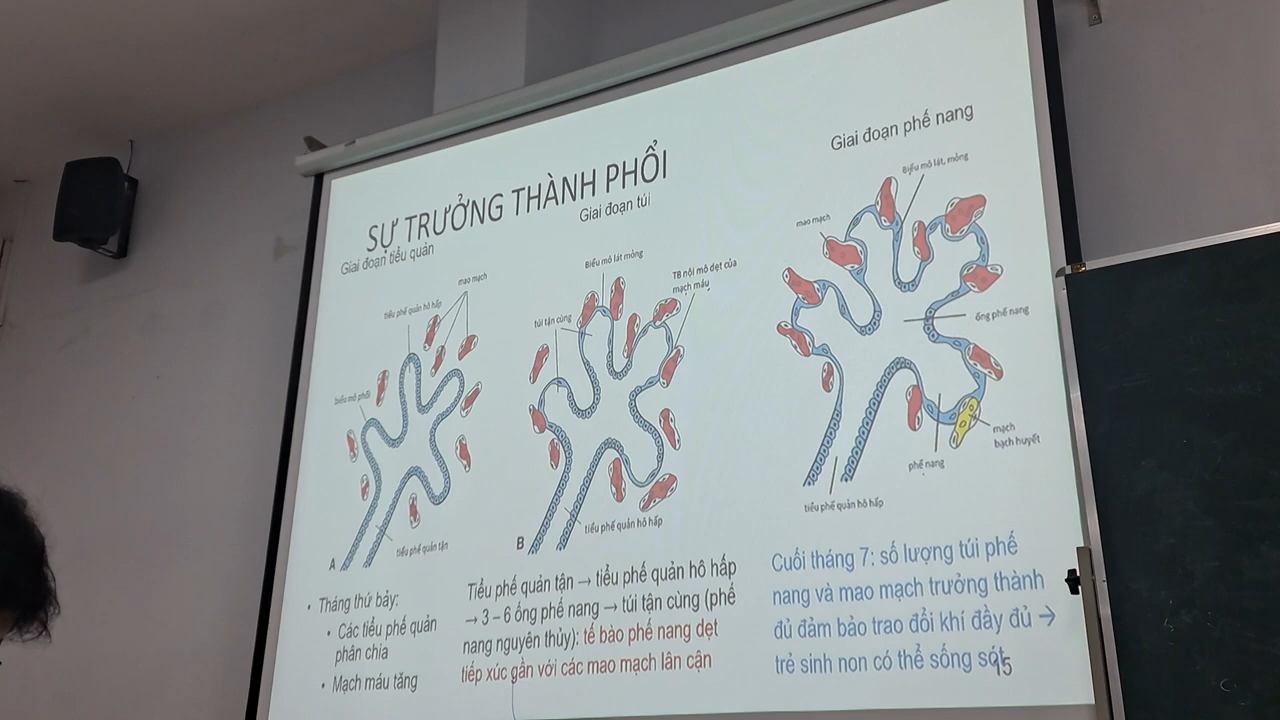 SỰ TRƯỞNG THÀNH PHỔI
Giai đoạn tiểu quản
Giai đoạn túi
Giai đoạn phế nang
mao mạch
tiểu phế quản hô hấp
biểu mô phổi
tiểu phế quản tận
A
Biểu mô lát mỏng
TB nội mô dẹt của
mạch máu
túi tận cùng
tiểu phế quản hô hấp
B
Biểu mô lát, mỏng
mao mạch
ống phế nang
mạch
bạch huyết
phế nang
tiểu phế quản hô hấp
• Tháng thứ bảy:
• Các tiểu phế quản
phân chia
• Mạch máu tăng
Tiểu phế quản tận → tiểu phế quản hô hấp
→ 3 – 6 ống phế nang → túi tận cùng (phế
nang nguyên thủy): tế bào phế nang dẹt
tiếp xúc gần với các mao mạch lân cận
Cuối tháng 7: số lượng túi phế
nang và mao mạch trưởng thành
đủ đảm bảo trao đổi khí đầy đủ →
trẻ sinh non có thể sống sót
15